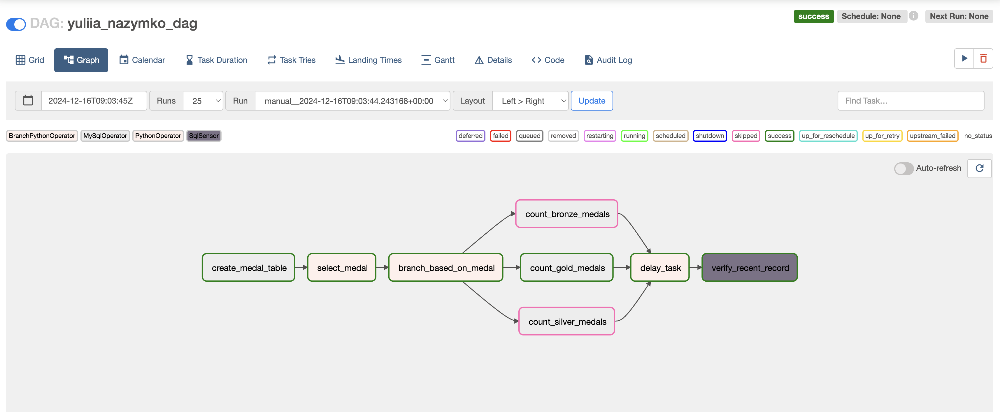 DAG: yuliia_nazymko_dag
success Schedule: None Next Run: None
Grid Graph Calendar Task Duration Task Tries Landing Times Gantt Details Code Audit Log
2024-12-16T09:03:45Z Runs 25 Run manual__2024-12-16T09:03:44.243168+00:00 Layout Left > Right Update Find Task…
BranchPythonOperator MySqlOperator PythonOperator SqlSensor deferred failed queued removed restarting running scheduled shutdown skipped success up_for_reschedule up_for_retry upstream_failed no_status
Auto-refresh
count_bronze_medals
create_medal_table select_medal branch_based_on_medal count_gold_medals delay_task verify_recent_record
count_silver_medals